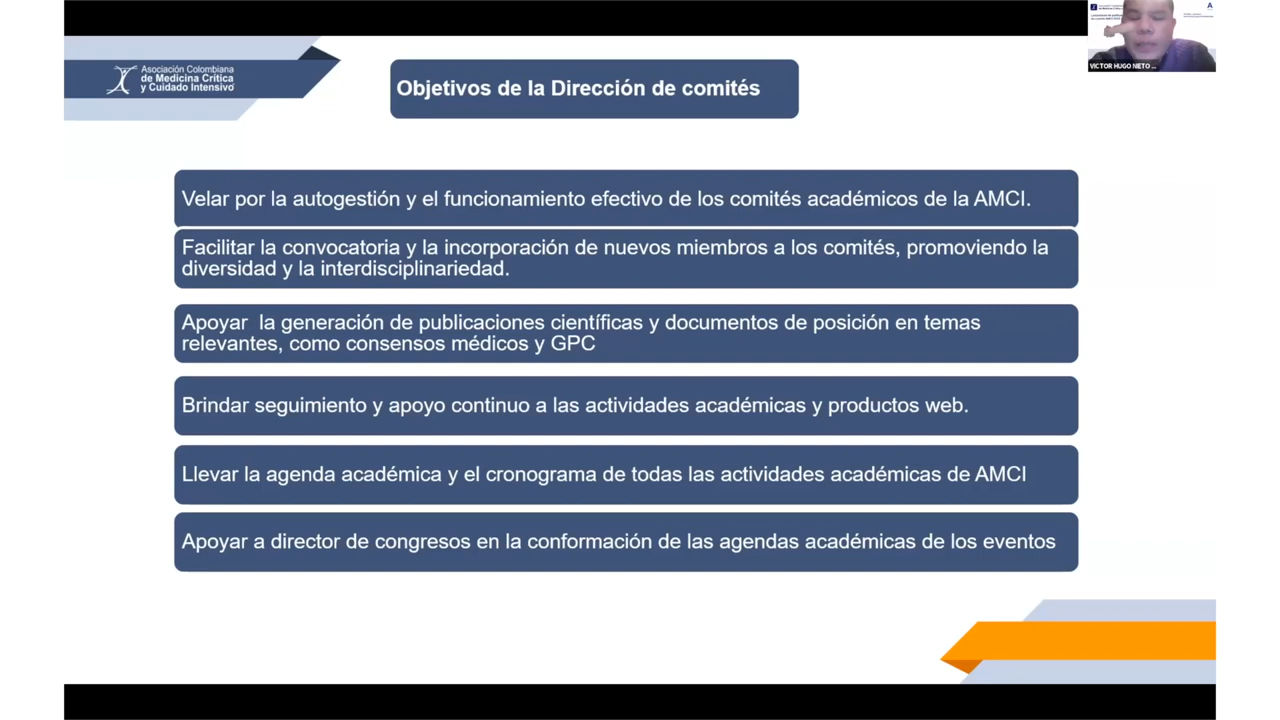 Asociación Colombiana
de Medicina Crítica
y Cuidado Intensivo
Objetivos de la Dirección de comités
VICTOR HUGO NIETO ...
Velar por la autogestión y el funcionamiento efectivo de los comités académicos de la AMCI.
Facilitar la convocatoria y la incorporación de nuevos miembros a los comités, promoviendo la
diversidad y la interdisciplinariedad.
Apoyar  la generación de publicaciones científicas y documentos de posición en temas
relevantes, como consensos médicos y GPC
Brindar seguimiento y apoyo continuo a las actividades académicas y productos web.
Llevar la agenda académica y el cronograma de todas las actividades académicas de AMCI
Apoyar a director de congresos en la conformación de las agendas académicas de los eventos